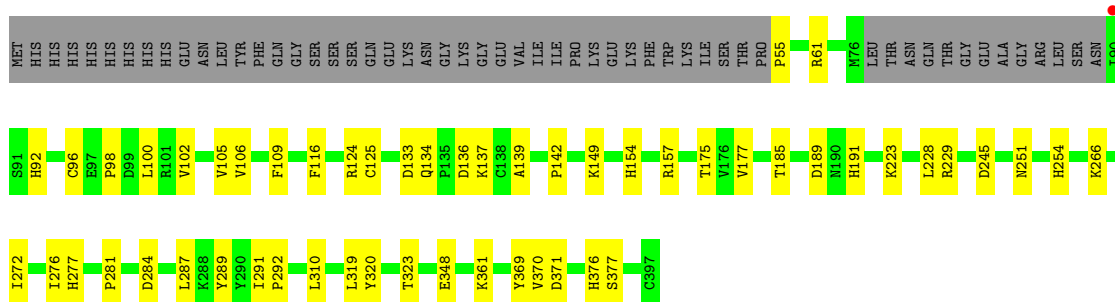 MET HIS HIS HIS HIS HIS HIS HIS HIS HIS HIS GLU ASN LEU TYR PHE GLN GLY SER SER SER GLN GLU LYS ASN GLY LYS GLY GLU VAL ILE ILE PRO LYS GLU LYS PHE TRP LYS ILE SER THR PRO P55 R61 M76 LEU THR ASN GLN THR GLY GLU ALA GLY ARG LEU SER ASN I90
S91 H92 C96 E97 P98 D99 L100 R101 V102 V105 V106 F109 F116 R124 C125 D133 Q134 P135 D136 K137 C138 A139 P142 K149 H154 R157 T175 V176 V177 T185 D189 N190 H191 K223 L228 R229 D245 N251 H254 K266
I272 I276 H277 P281 D284 L287 K288 Y289 Y290 I291 P292 L310 L319 Y320 T323 E348 K361 Y369 V370 D371 H376 S377 C397